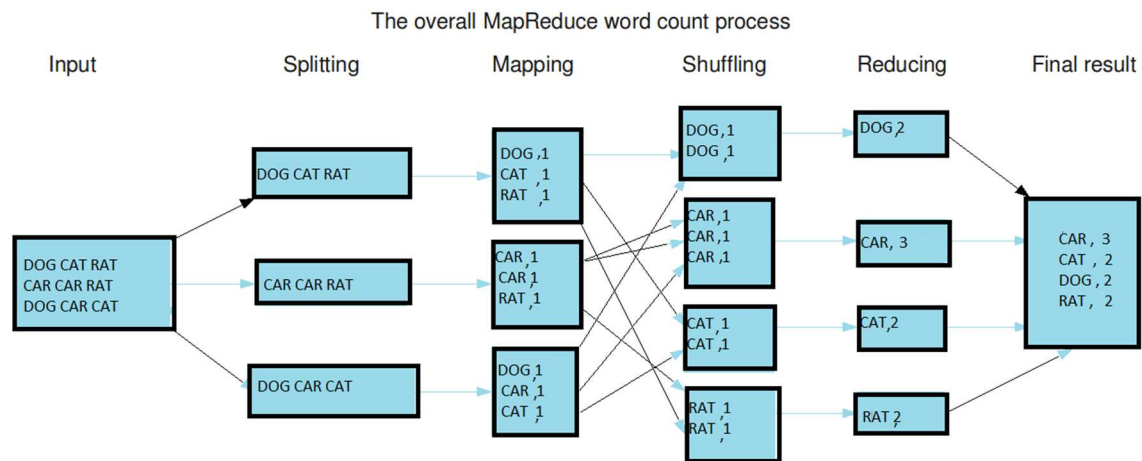 The overall MapReduce word count process
Input
Splitting
Mapping
Shuffling
Reducing
Final result
DOG CAT RAT
CAR CAR RAT
DOG CAR CAT
DOG CAT RAT
CAR CAR RAT
DOG CAR CAT
DOG ,1
CAT ,1
RAT ,1
CAR ,1
CAR ,1
RAT ,1
DOG ,1
CAR ,1
CAT ,1
DOG ,1
DOG ,1
CAR ,1
CAR ,1
CAR ,1
CAT ,1
CAT ,1
RAT ,1
RAT ,1
DOG,2
CAR, 3
CAT,2
RAT 2,
CAR , 3
CAT , 2
DOG , 2
RAT , 2